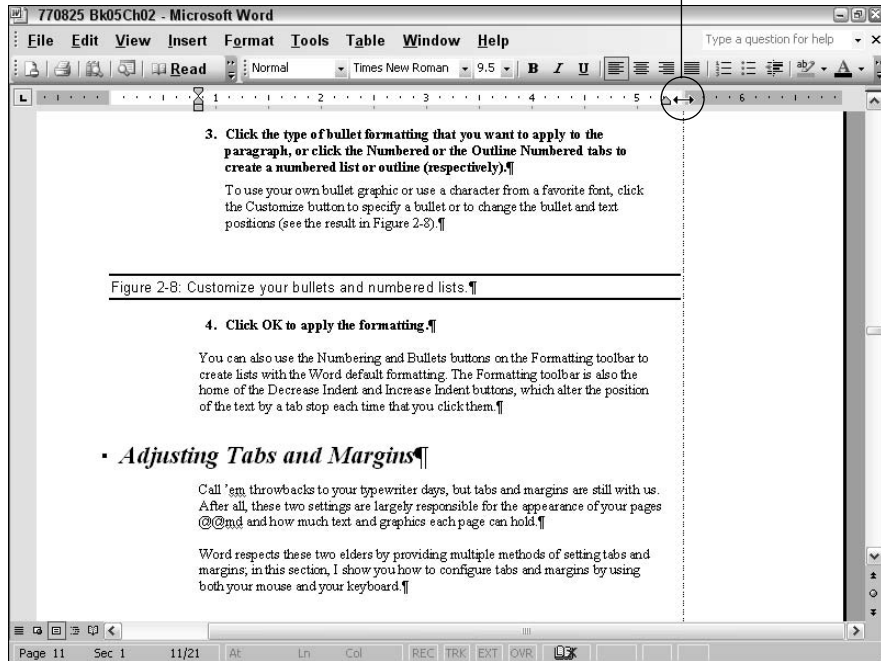 770825 Bk05Ch02 - Microsoft Word
File Edit View Insert Format Tools Table Window Help Type a question for help
Read Normal Times New Roman 9.5 B I U ab A
L 1 2 3 4 5 6
3. Click the type of bullet formatting that you want to apply to the
paragraph, or click the Numbered or the Outline Numbered tabs to
create a numbered list or outline (respectively).¶
To use your own bullet graphic or use a character from a favorite font, click
the Customize button to specify a bullet or to change the bullet and text
positions (see the result in Figure 2-8).¶
Figure 2-8: Customize your bullets and numbered lists.¶
4. Click OK to apply the formatting.¶
You can also use the Numbering and Bullets buttons on the Formatting toolbar to
create lists with the Word default formatting. The Formatting toolbar is also the
home of the Decrease Indent and Increase Indent buttons, which alter the position
of the text by a tab stop each time that you click them.¶
Adjusting Tabs and Margins¶
Call 'em throwbacks to your typewriter days, but tabs and margins are still with us.
After all, these two settings are largely responsible for the appearance of your pages
@@md and how much text and graphics each page can hold.¶
Word respects these two elders by providing multiple methods of setting tabs and
margins; in this section, I show you how to configure tabs and margins by using
both your mouse and your keyboard.¶
Page 11 Sec 1 11/21 At Ln Col REC TRK EXT OVR